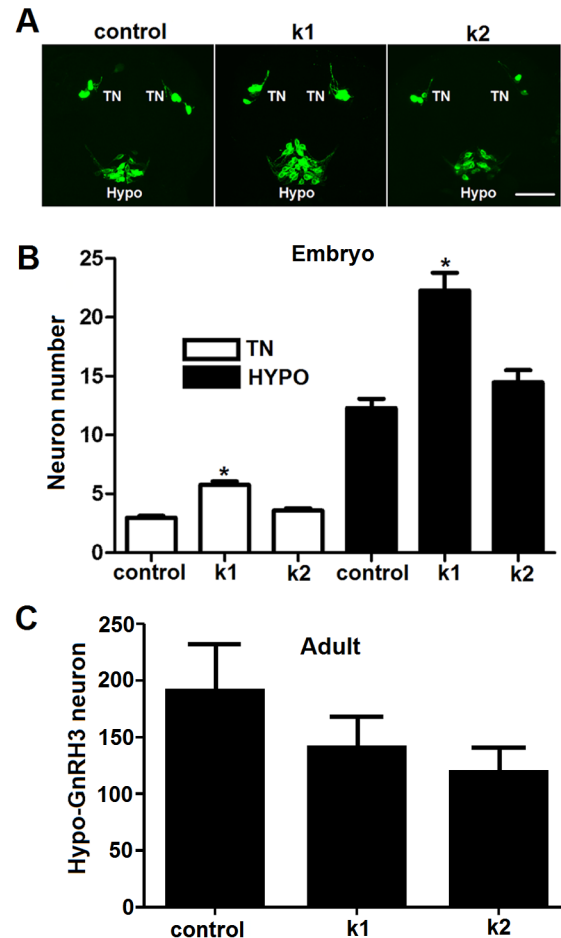 A
control k1 k2
TN TN TN TN TN TN
Hypo Hypo Hypo
B
Embryo
25
20
15
10
5
0
Neuron number
TN
HYPO
*
*
control k1 k2 control k1 k2
C
Adult
250
200
150
100
50
0
Hypo-GnRH3 neuron
control k1 k2